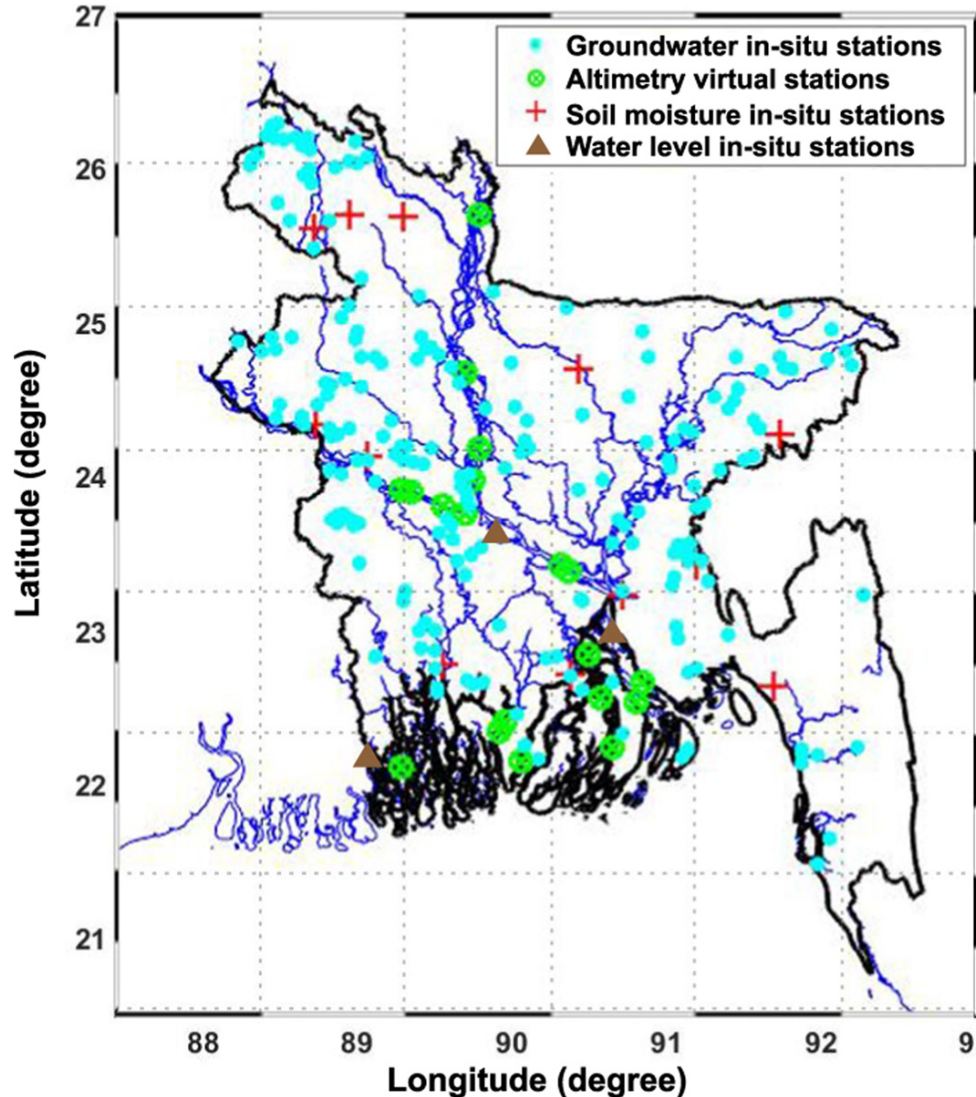 27
Groundwater in-situ stations
Altimetry virtual stations
Soil moisture in-situ stations
Water level in-situ stations
26
25
24
23
22
21
Latitude (degree)
88 89 90 91 92 9
Longitude (degree)